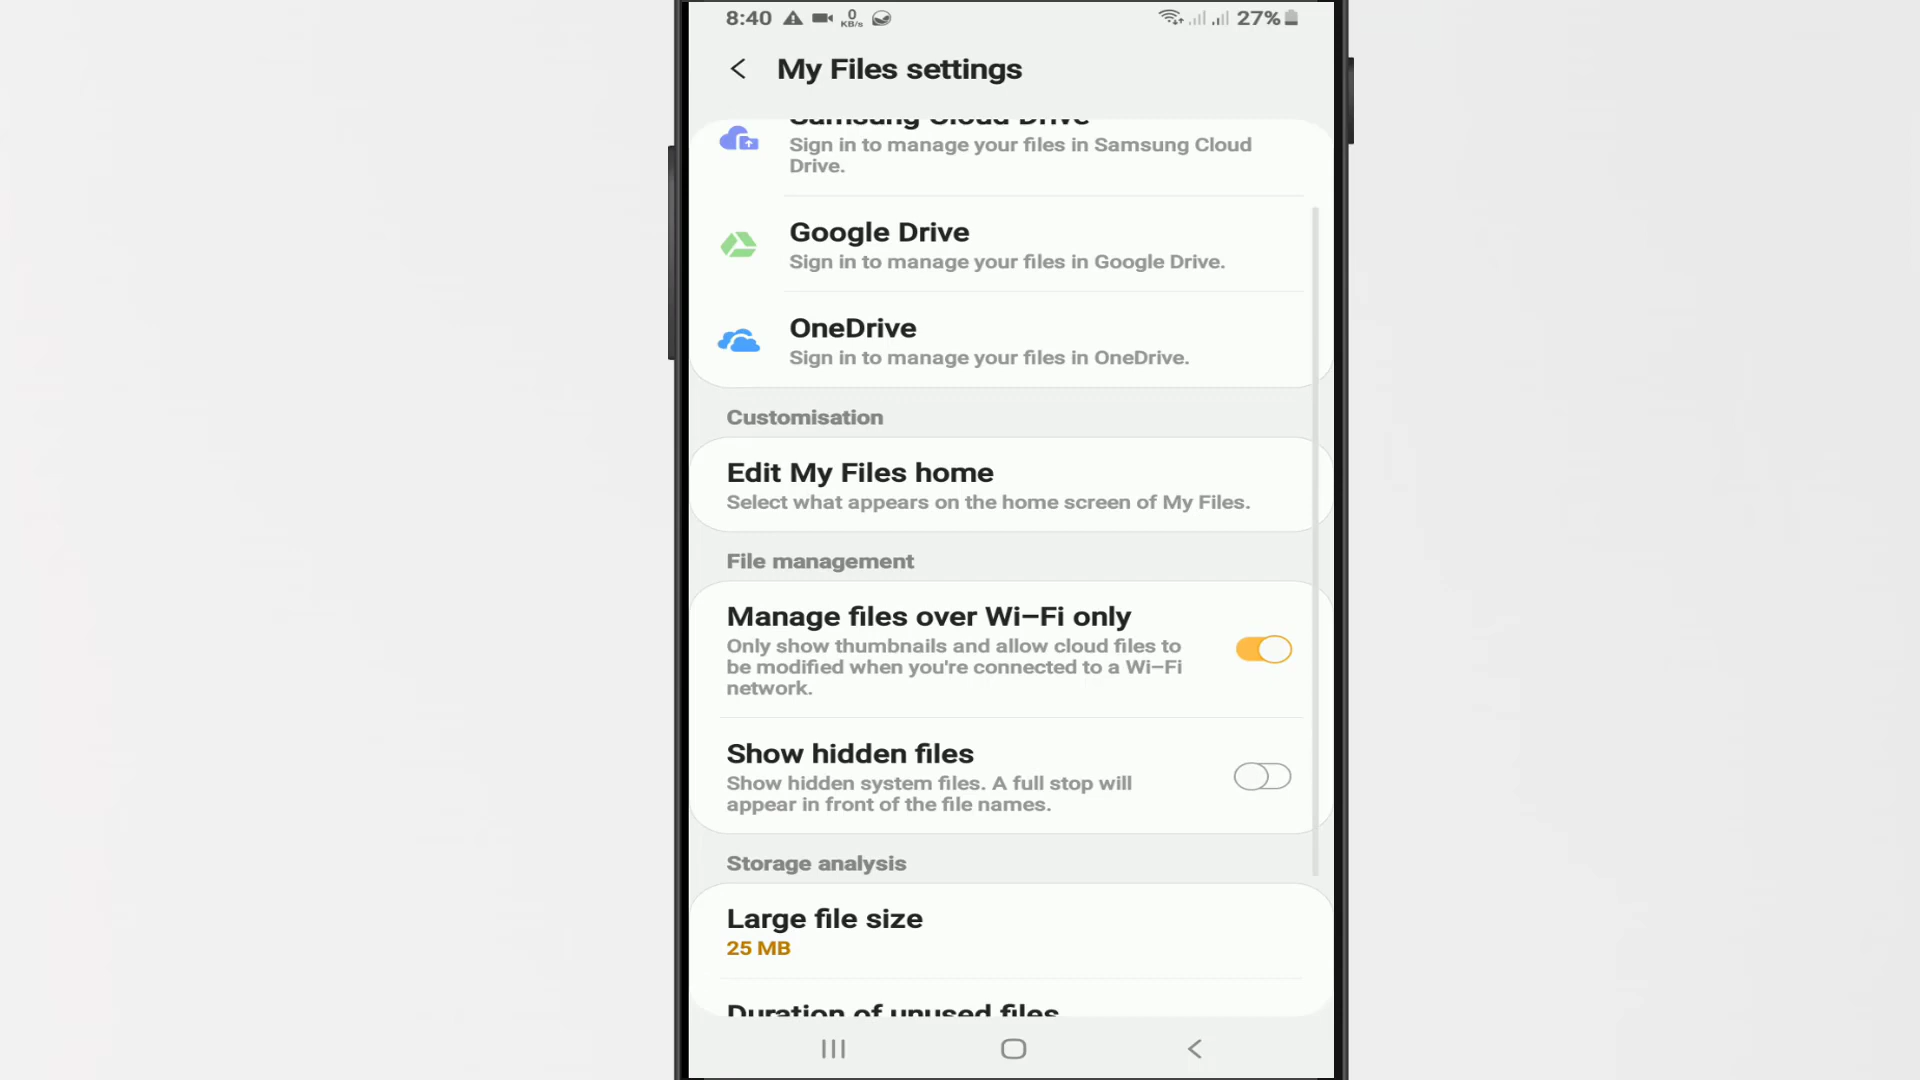 8:40 0 KB/s 27%
My Files settings
Samsung Cloud Drive
Sign in to manage your files in Samsung Cloud
Drive.
Google Drive
Sign in to manage your files in Google Drive.
OneDrive
Sign in to manage your files in OneDrive.
Customisation
Edit My Files home
Select what appears on the home screen of My Files.
File management
Manage files over Wi-Fi only
Only show thumbnails and allow cloud files to
be modified when you're connected to a Wi-Fi
network.
Show hidden files
Show hidden system files. A full stop will
appear in front of the file names.
Storage analysis
Large file size
25 MB
Duration of unused files